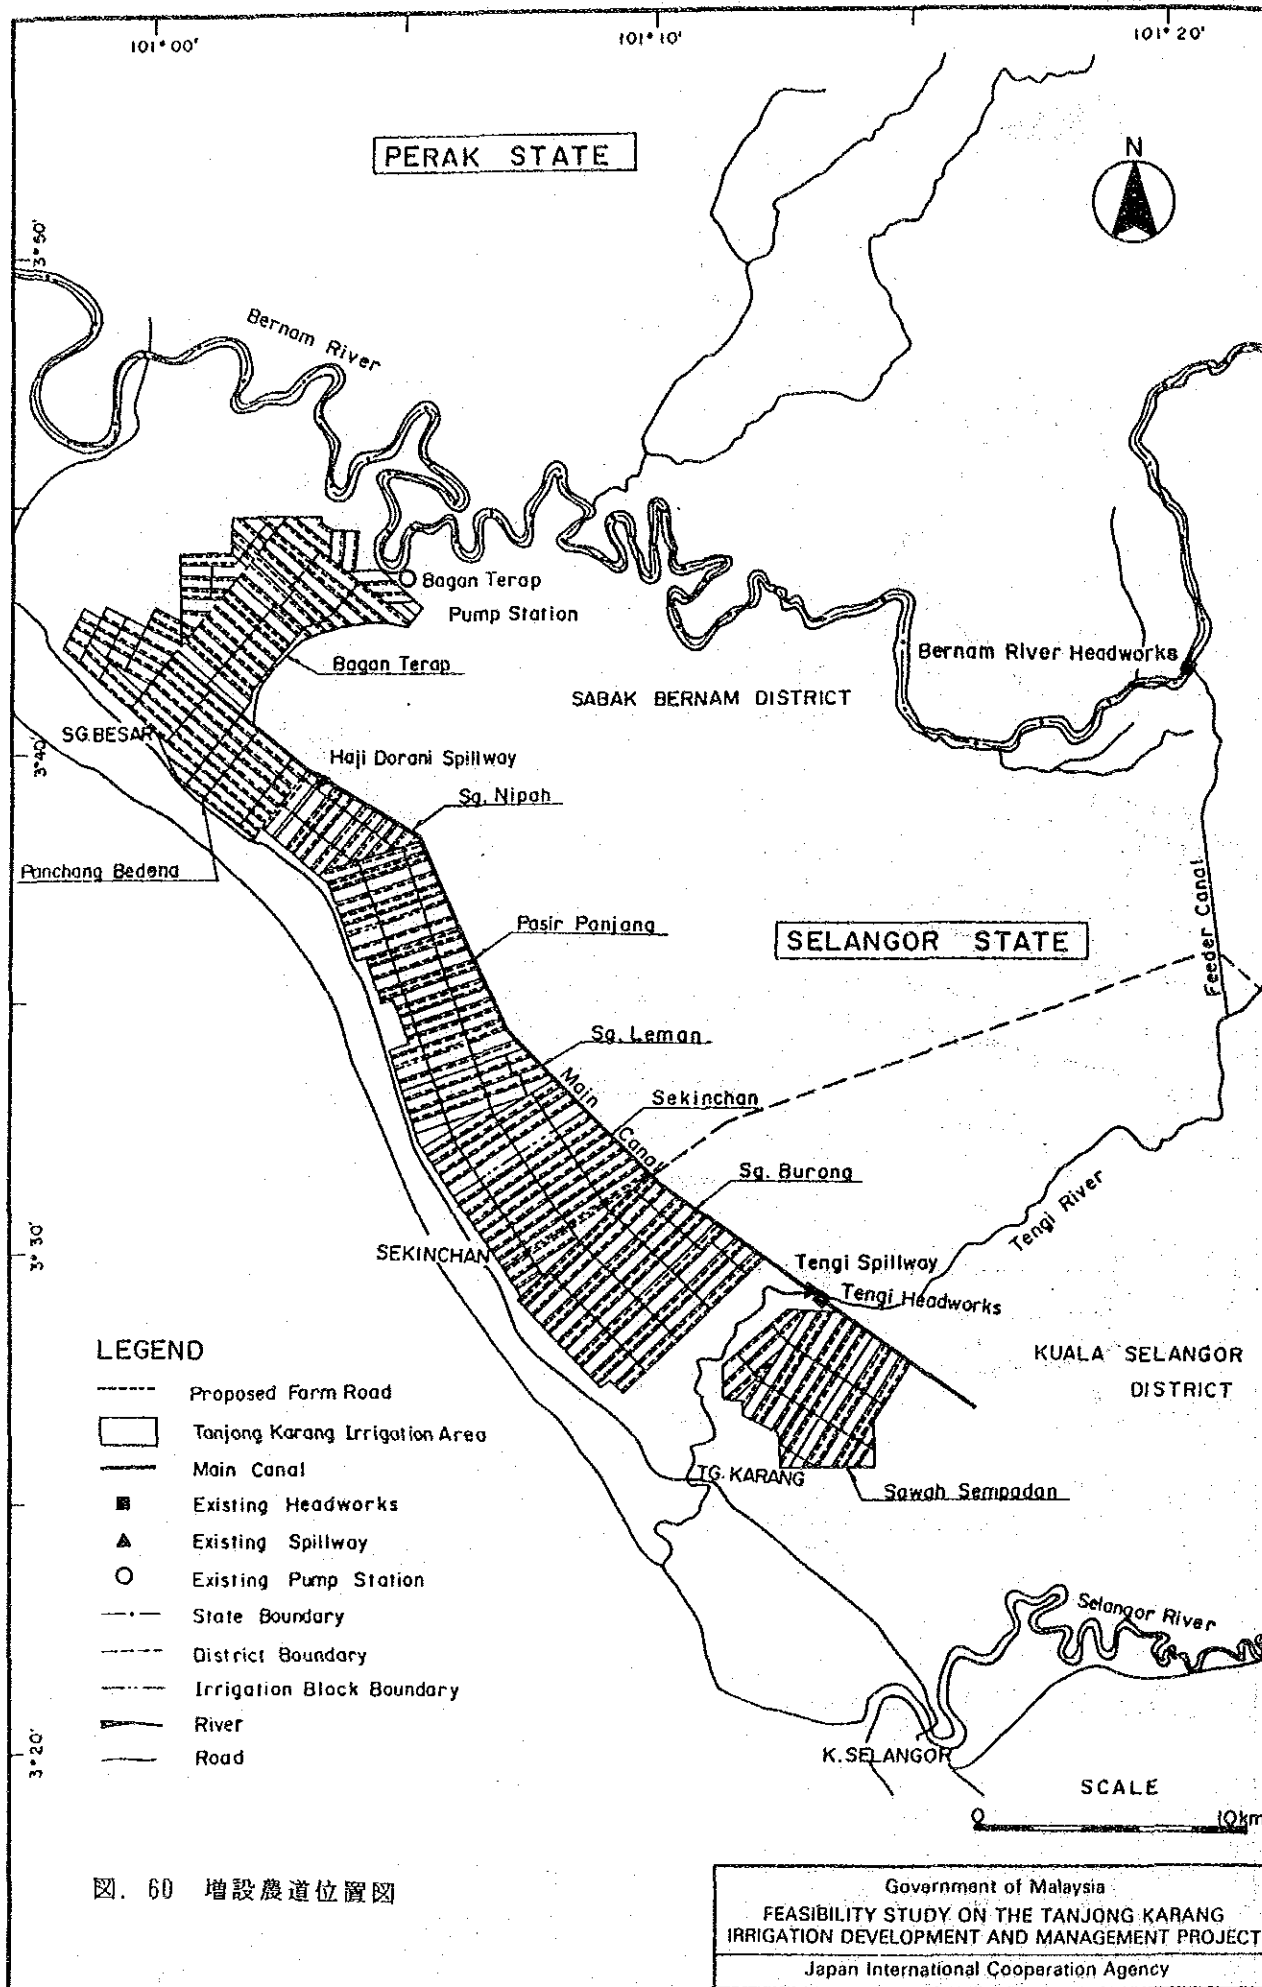 101°00'
101°10'
101°20'
PERAK STATE
N
3°50'
Bernam River
Bagan Terap
Pump Station
Bagan Terap
Bernam River Headworks
SABAK BERNAM DISTRICT
SG. BESAR
3°40'
Haji Dorani Spillway
Sg. Nipah
Panchang Bedena
Feeder Canal
Pasir Panjang
SELANGOR STATE
Sg. Leman
Main Canal
Sekinchan
Sg. Burong
Tengi River
3°30'
SEKINCHAN
Tengi Spillway
Tengi Headworks
KUALA SELANGOR
DISTRICT
TG. KARANG
Sawah Sempadan
LEGEND
Proposed Farm Road
Tanjong Karang Irrigation Area
Main Canal
Existing Headworks
Existing Spillway
Existing Pump Station
State Boundary
District Boundary
Irrigation Block Boundary
River
Road
Selangor River
3°20'
K. SELANGOR
SCALE
0 10km
図. 60 増設農道位置図
Government of Malaysia
FEASIBILITY STUDY ON THE TANJONG KARANG
IRRIGATION DEVELOPMENT AND MANAGEMENT PROJECT
Japan International Cooperation Agency